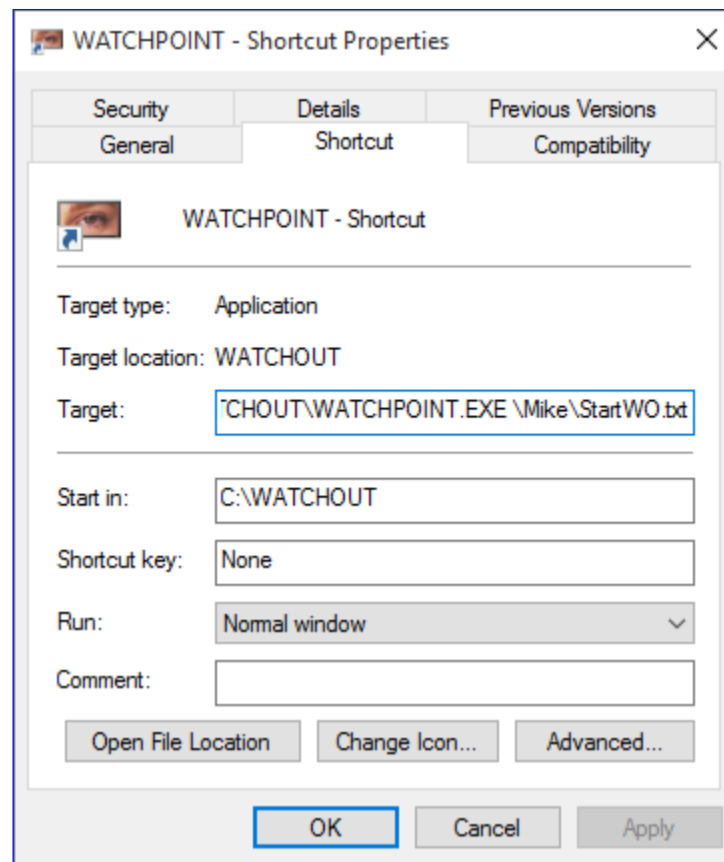 WATCHPOINT - Shortcut Properties
Security Details Previous Versions
General Shortcut Compatibility
WATCHPOINT - Shortcut
Target type: Application
Target location: WATCHOUT
Target: TCHOUT\WATCHPOINT.EXE \Mike\StartWO.txt
Start in: C:\WATCHOUT
Shortcut key: None
Run: Normal window
Comment:
Open File Location Change Icon... Advanced...
OK Cancel Apply